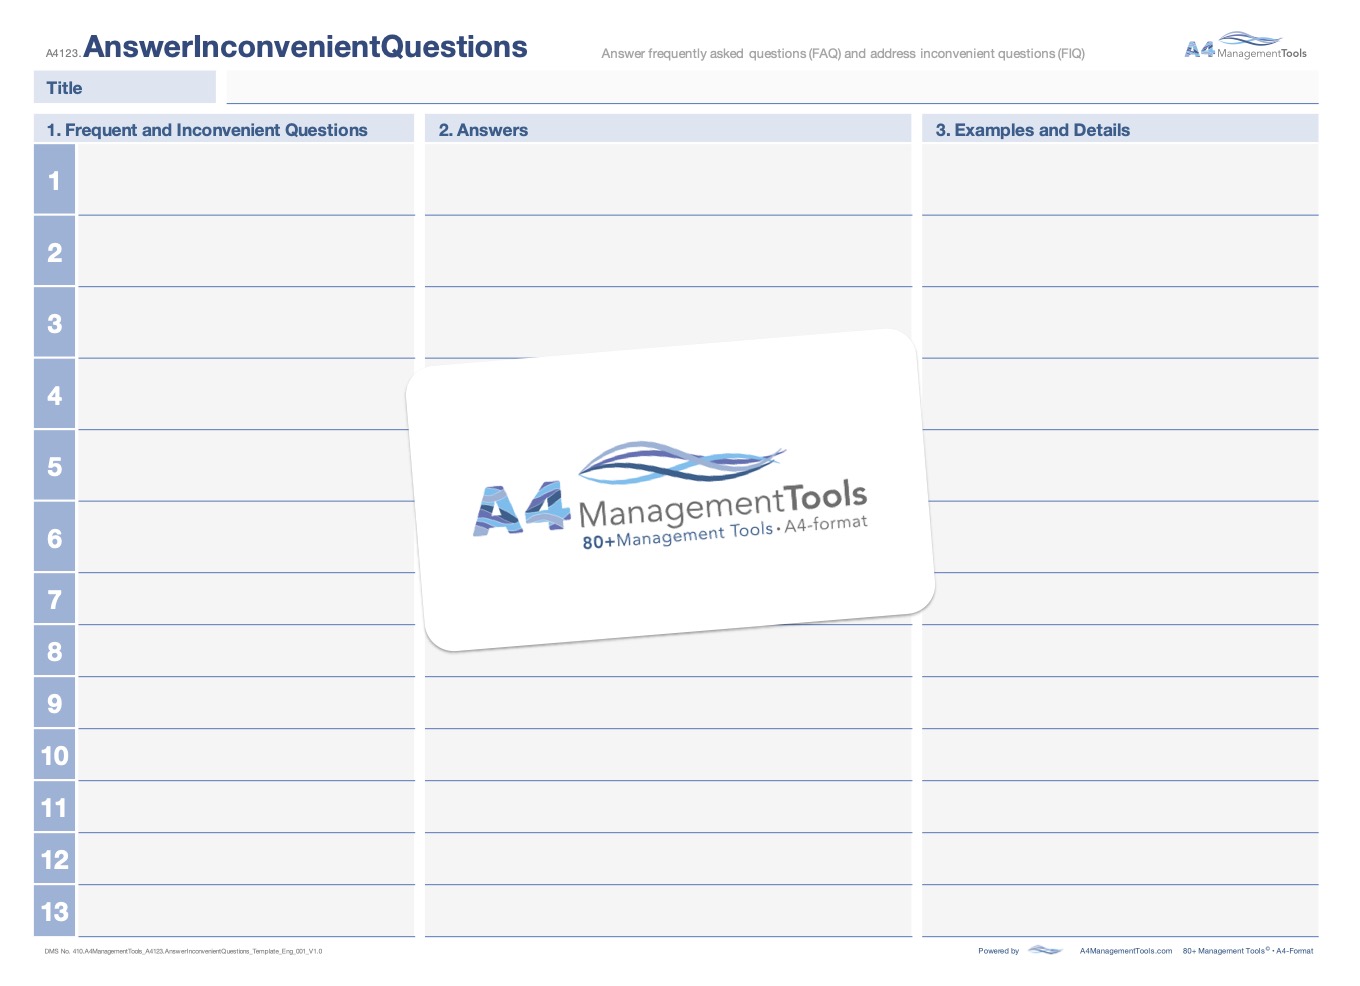 A4123.AnswerInconvenientQuestions
Answer frequently asked questions (FAQ) and address inconvenient questions (FIQ)
A4 ManagementTools
Title
1. Frequent and Inconvenient Questions
2. Answers
3. Examples and Details
1
2
3
4
5
6
7
8
9
10
11
12
13
A4 ManagementTools
80+Management Tools • A4-format
DMS No. 410.A4ManagementTools_A4123.AnswerInconvenientQuestions_Template_Eng_001_V1.0
Powered by A4ManagementTools.com 80+ Management Tools© • A4-Format